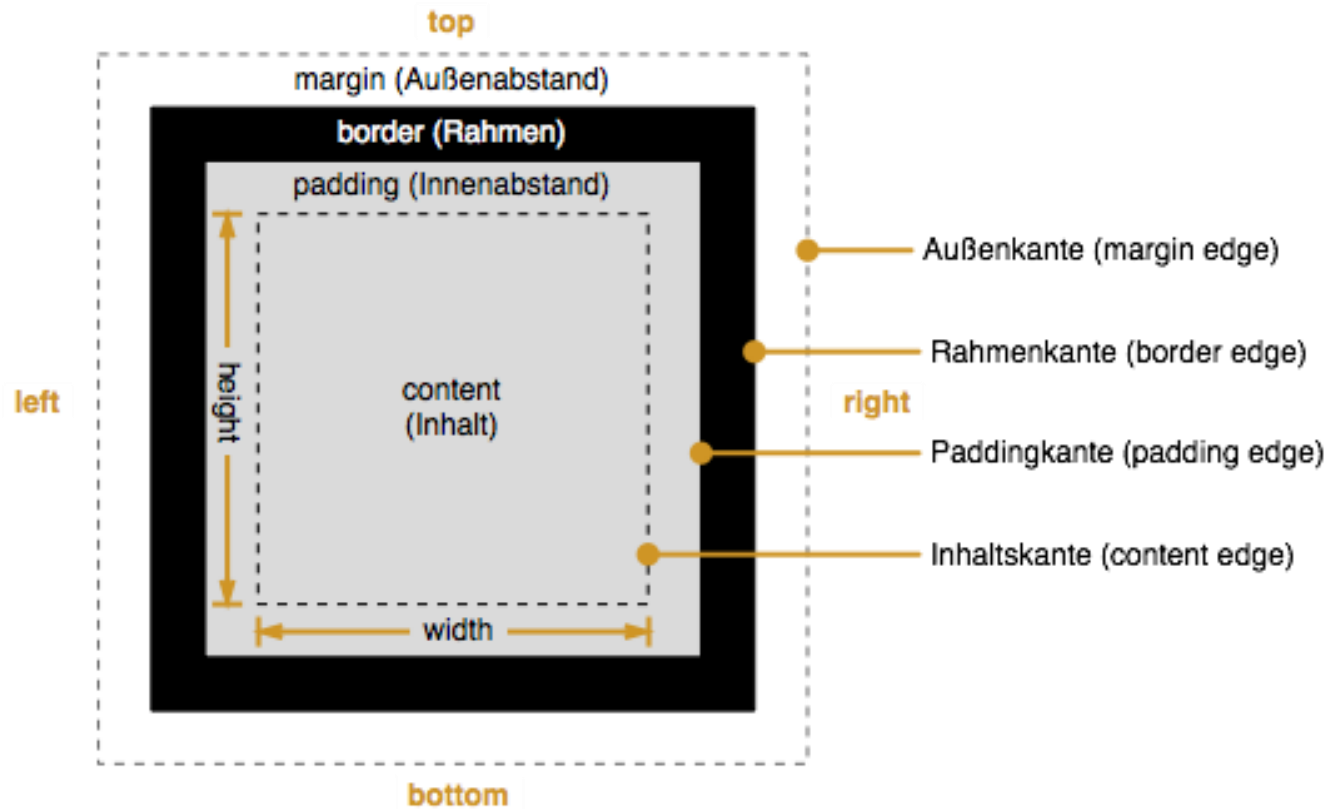 top
margin (Außenabstand)
border (Rahmen)
padding (Innenabstand)
Außenkante (margin edge)
Rahmenkante (border edge)
left
height
content
(Inhalt)
right
Paddingkante (padding edge)
Inhaltskante (content edge)
width
bottom